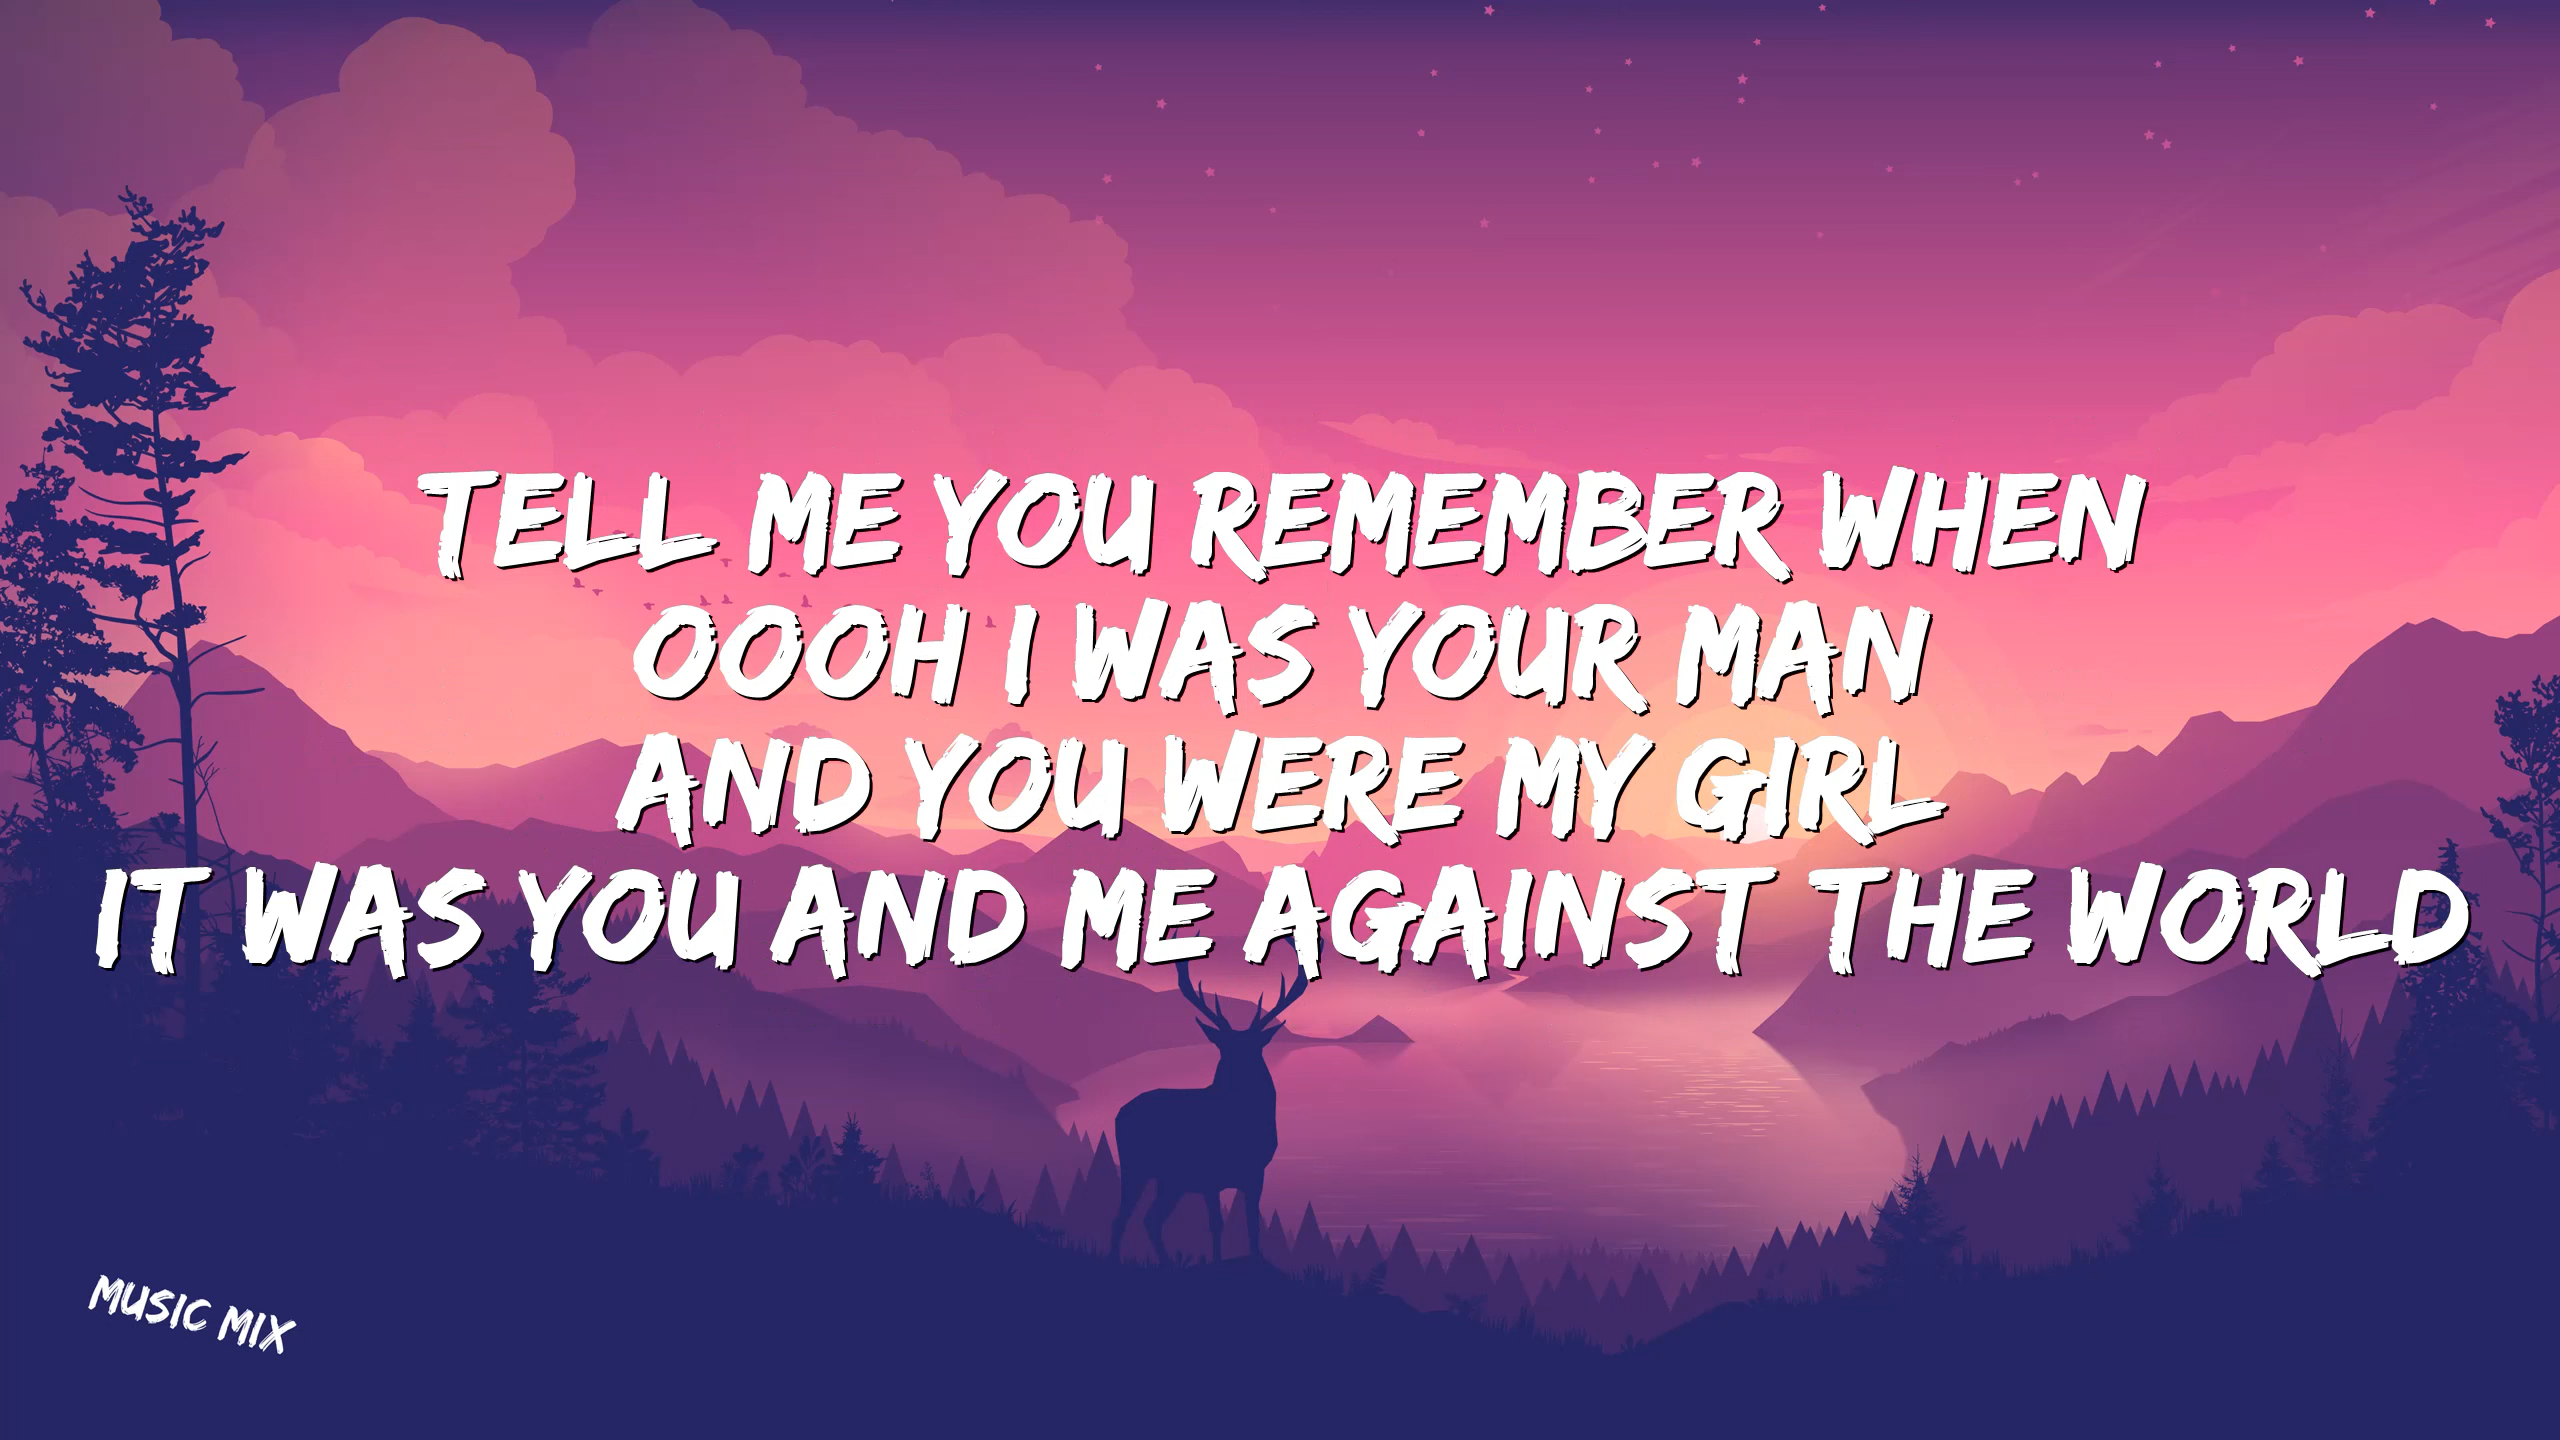 TELL ME YOU REMEMBER WHEN
OOOH I WAS YOUR MAN
AND YOU WERE MY GIRL
IT WAS YOU AND ME AGAINST THE WORLD
MUSIC MIX